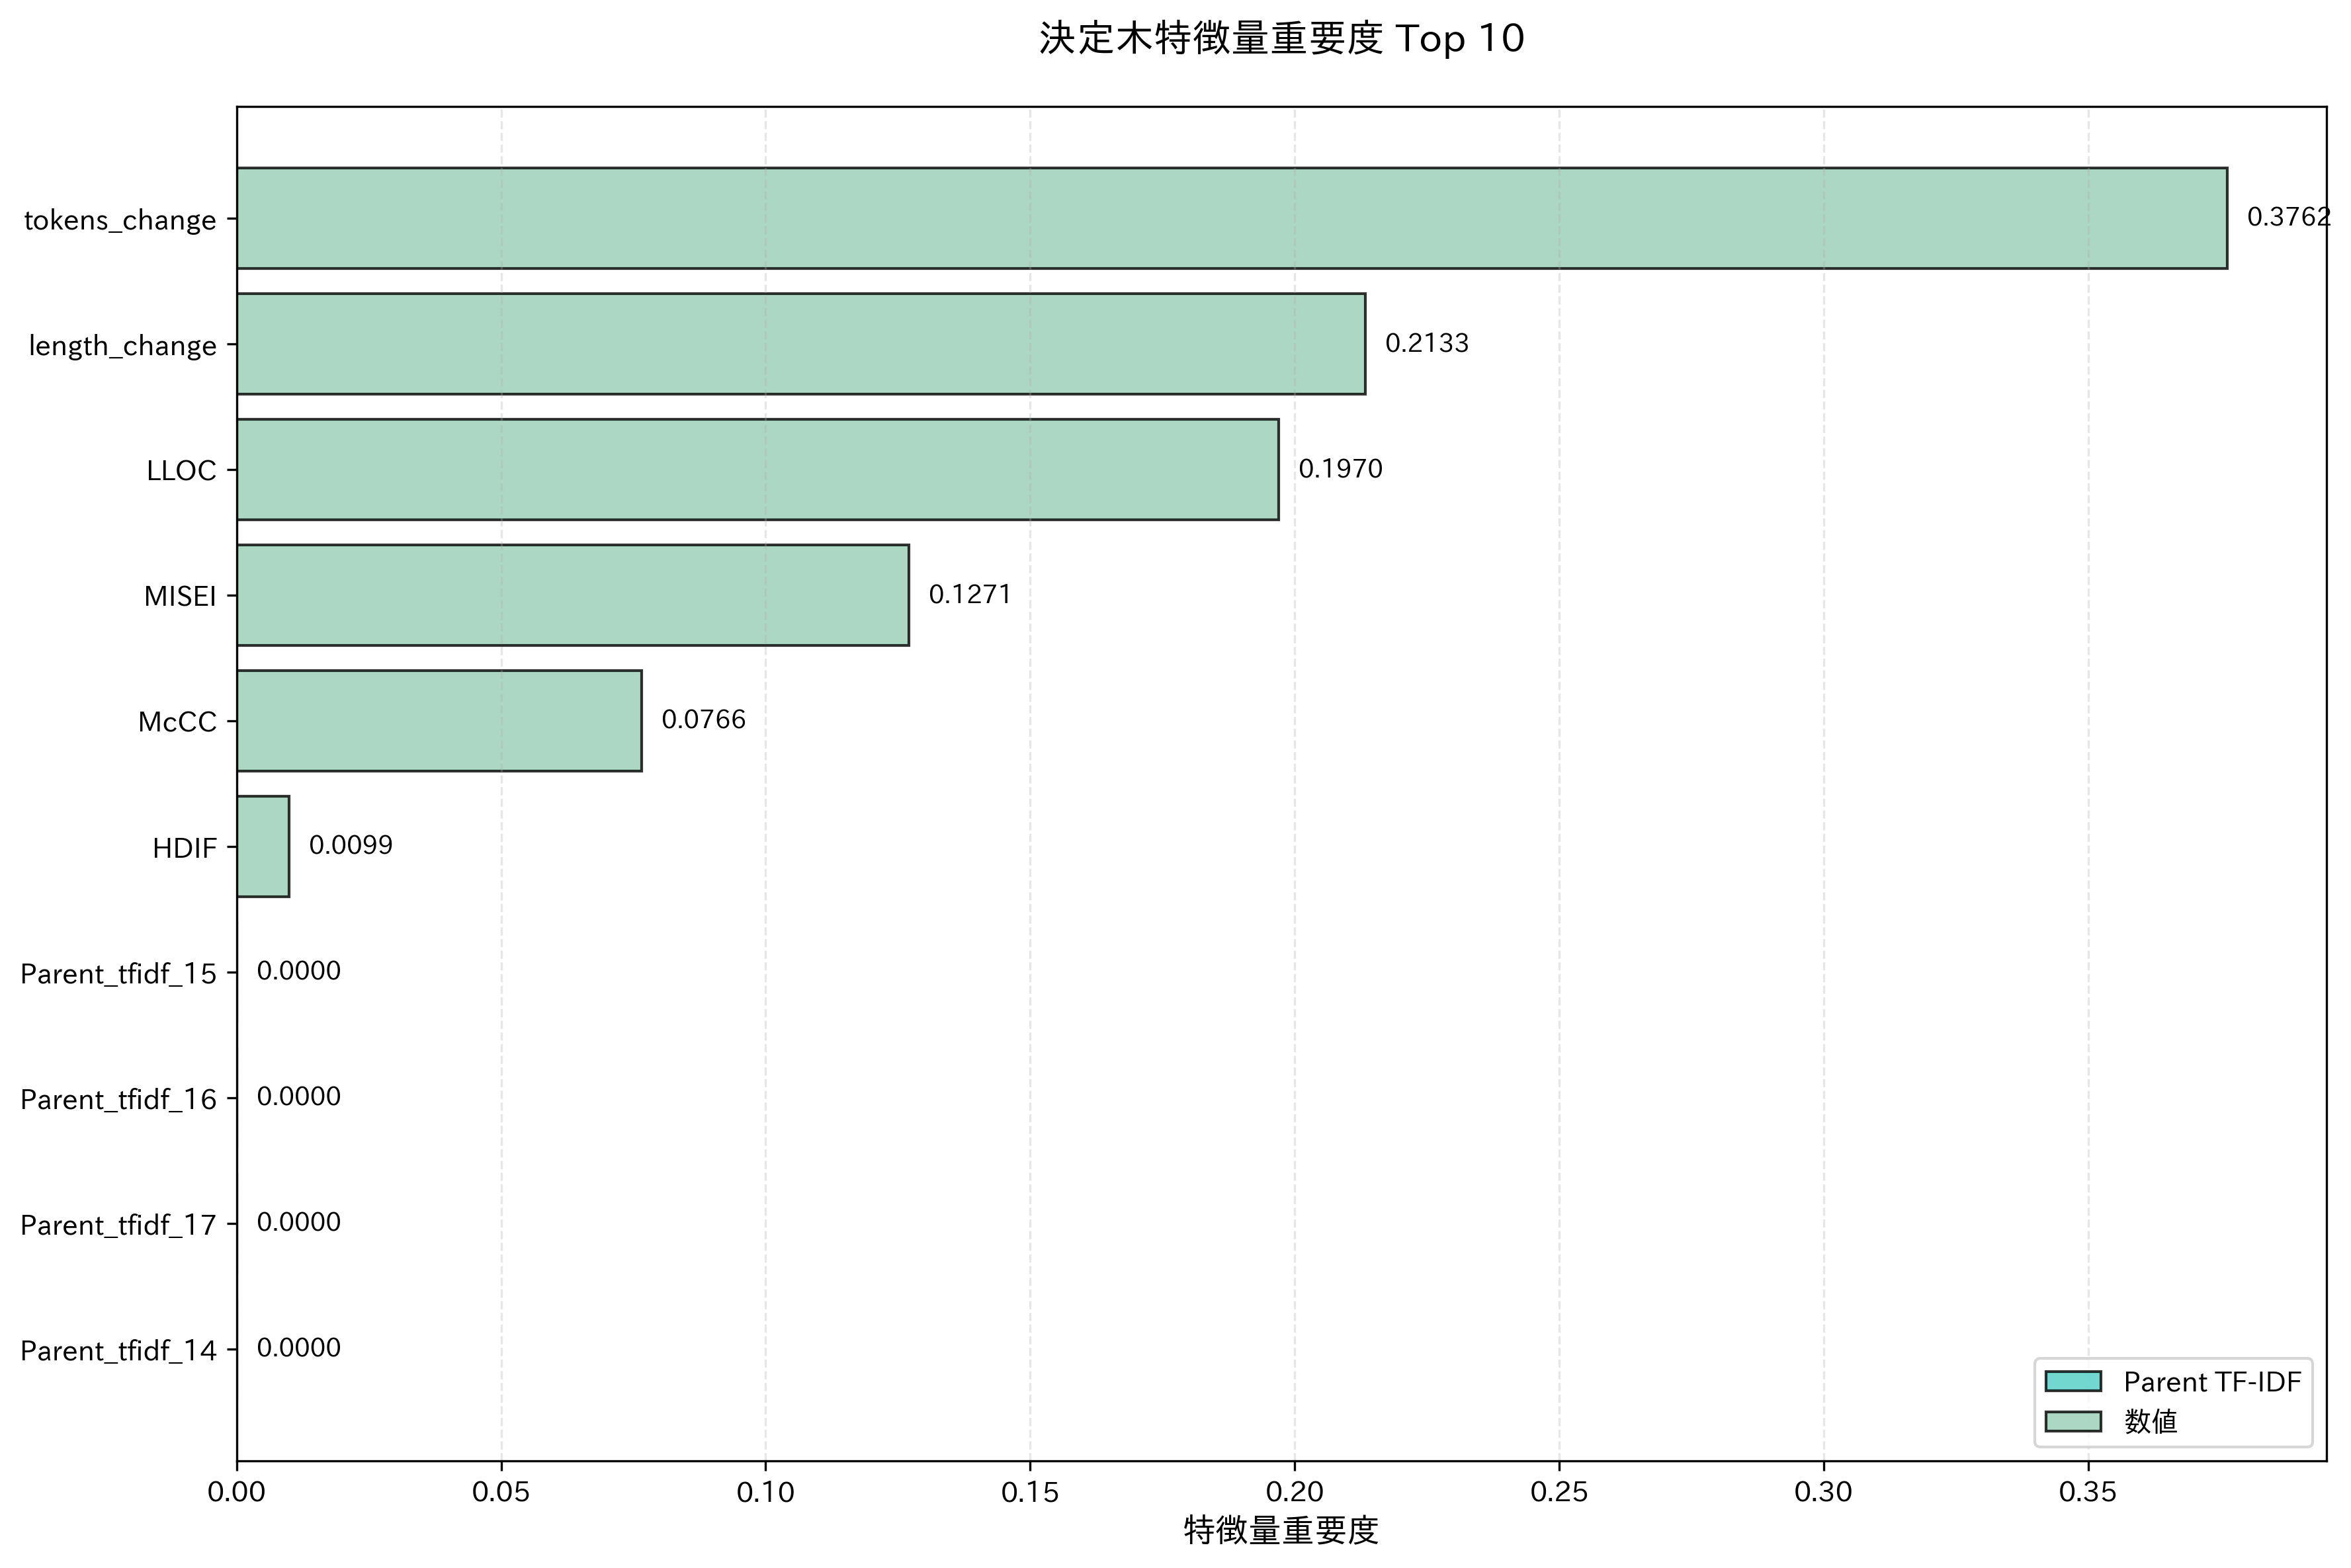 決定木特徴量重要度 Top 10
tokens_change 0.3762
length_change 0.2133
LLOC 0.1970
MISEI 0.1271
McCC 0.0766
HDIF 0.0099
Parent_tfidf_15 0.0000
Parent_tfidf_16 0.0000
Parent_tfidf_17 0.0000
Parent_tfidf_14 0.0000
Parent TF-IDF
数値
0.00 0.05 0.10 0.15 0.20 0.25 0.30 0.35
特徴量重要度